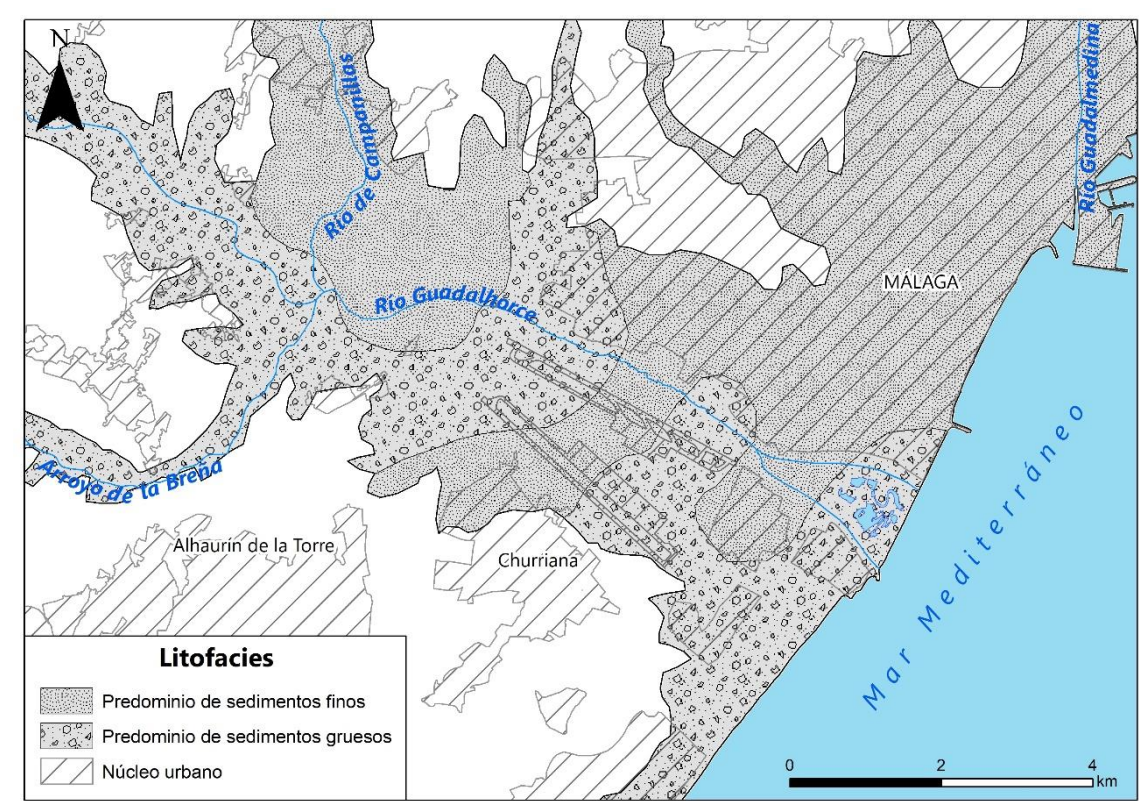 N
Río de Campanillas
Río Guadalmedina
MÁLAGA
Río Guadalhorce
Arroyo de la Breña
Alhaurín de la Torre
Churriana
Mar Mediterráneo
Litofacies
Predominio de sedimentos finos
Predominio de sedimentos gruesos
Núcleo urbano
0 2 4
km